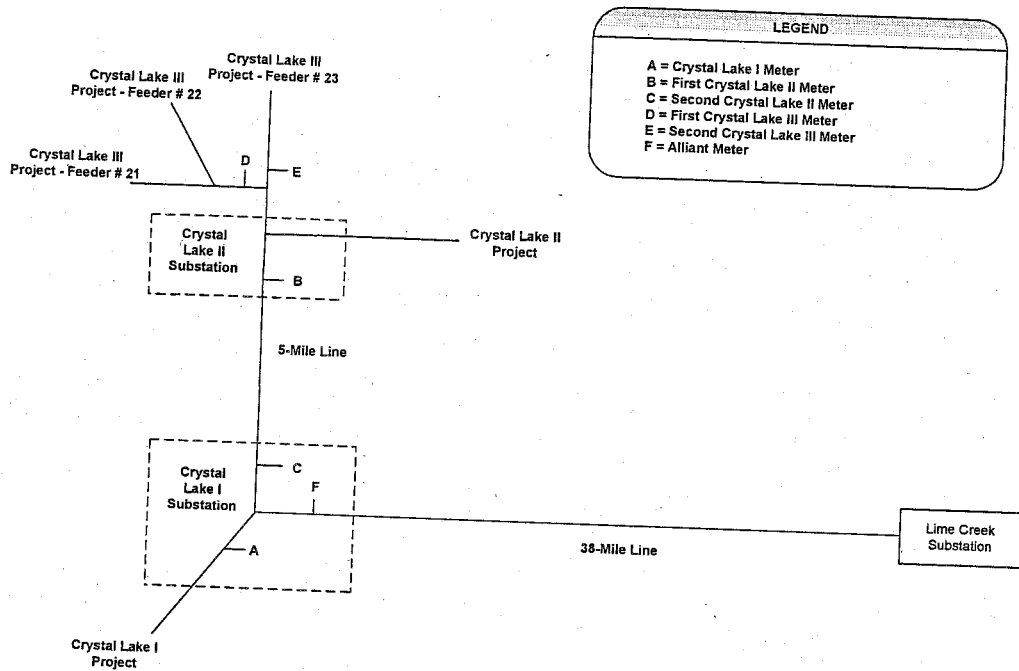 LEGEND
A = Crystal Lake I Meter
B = First Crystal Lake II Meter
C = Second Crystal Lake II Meter
D = First Crystal Lake III Meter
E = Second Crystal Lake III Meter
F = Alliant Meter
Crystal Lake III
Project - Feeder # 23
Crystal Lake III
Project - Feeder # 22
Crystal Lake III
Project - Feeder # 21
D
E
Crystal
Lake II
Substation
Crystal Lake II
Project
B
5-Mile Line
Crystal
Lake I
Substation
C
F
A
38-Mile Line
Lime Creek
Substation
Crystal Lake I
Project